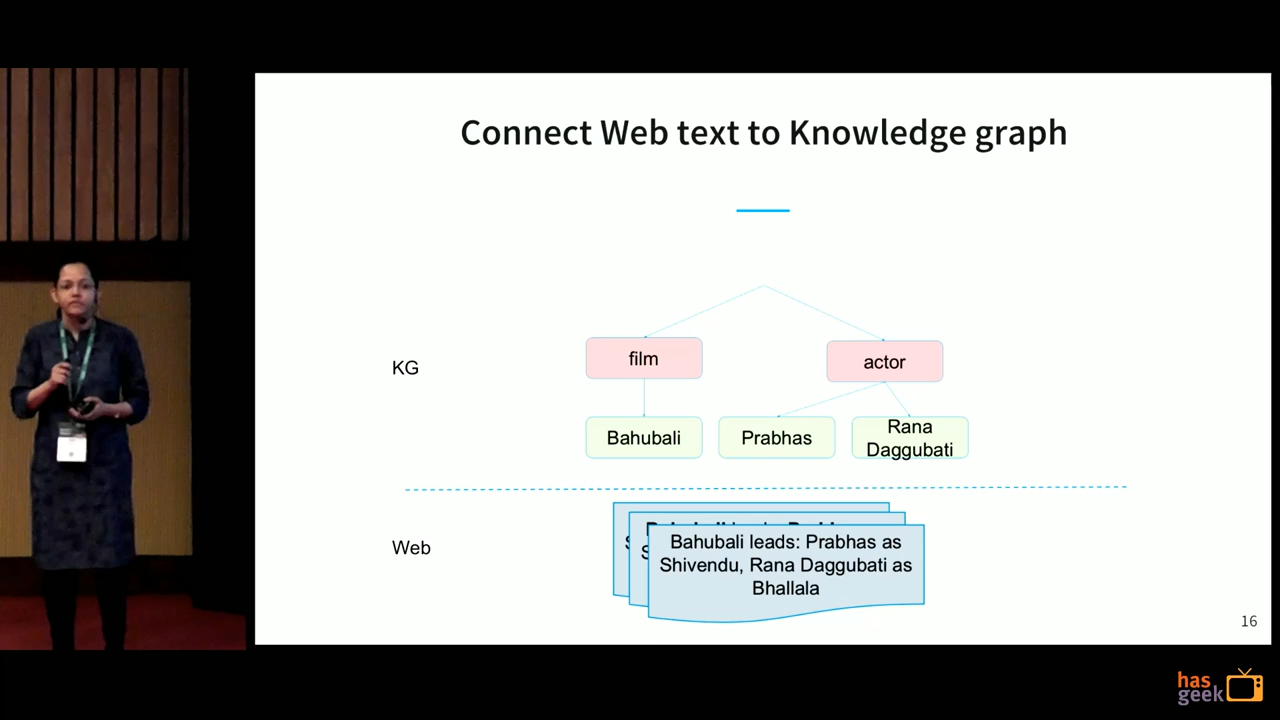 Connect Web text to Knowledge graph
film
actor
KG
Bahubali
Prabhas
Rana
Daggubati
Web
Bahubali leads: Prabhas as
Shivendu, Rana Daggubati as
Bhallala
16
has
geek